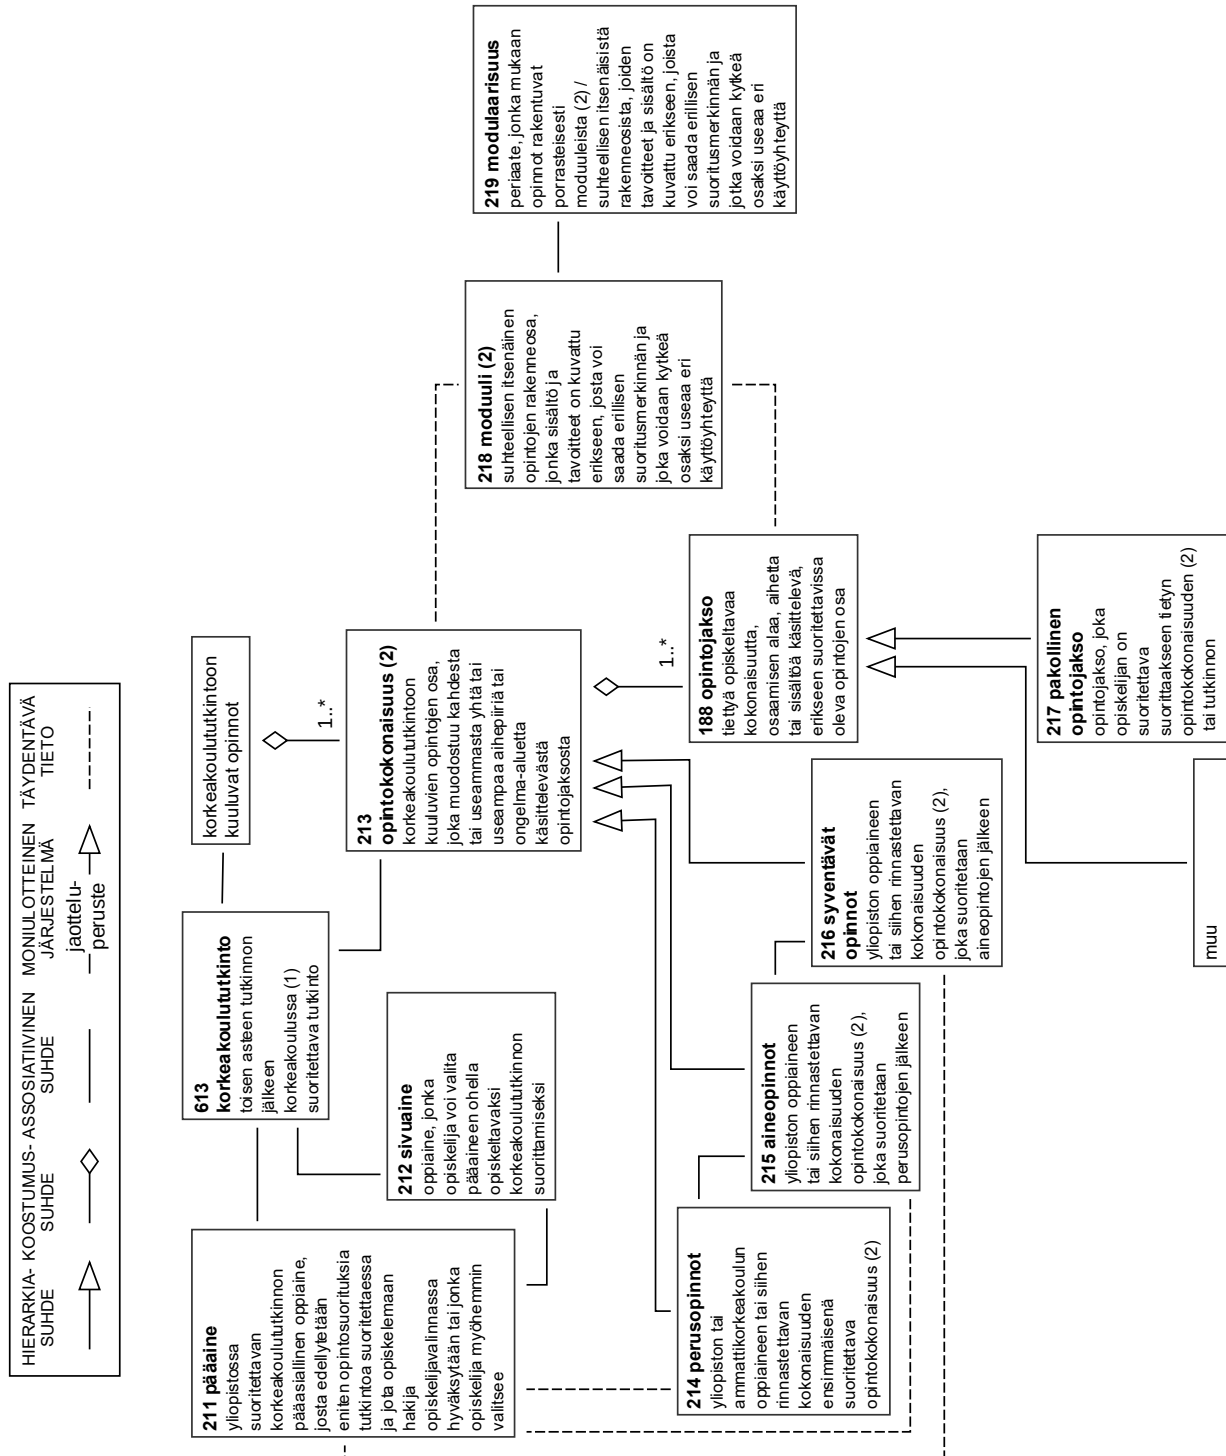 HIERARKIA-
SUHDE
KOOSTUMUS-
SUHDE
ASSOSIATIIVINEN
SUHDE
MONIULOTTEINEN
JÄRJESTELMÄ
jaottelu-
peruste
TÄYDENTÄVÄ
TIETO
211 pääaine
yliopistossa
suoritettavan
korkeakoulututkinnon
pääasiallinen oppiaine,
josta edellytetään
eniten opintosuorituksia
tutkintoa suoritettaessa
ja jota opiskelemaan
hakija
opiskelijavalinnassa
hyväksytään tai jonka
opiskelija myöhemmin
valitsee
613
korkeakoulututkinto
toisen asteen tutkinnon
jälkeen
korkeakoulussa (1)
suoritettava tutkinto
korkeakoulututkintoon
kuuluvat opinnot
1..*
212 sivuaine
oppiaine, jonka
opiskelija voi valita
pääaineen ohella
opiskeltavaksi
korkeakoulututkinnon
suorittamiseksi
213
opintokokonaisuus (2)
korkeakoulututkintoon
kuuluvien opintojen osa,
joka muodostuu kahdesta
tai useammasta yhtä tai
useampaa aihepiiriä tai
ongelma-aluetta
käsittelevästä
opintojaksosta
1..*
218 moduuli (2)
suhteellisen itsenäinen
opintojen rakenneosa,
jonka sisältö ja
tavoitteet on kuvattu
erikseen, josta voi
saada erillisen
suoritusmerkinnän ja
joka voidaan kytkeä
osaksi useaa eri
käyttöyhteyttä
219 modulaarisuus
periaate, jonka mukaan
opinnot rakentuvat
porrasteisesti
moduuleista (2) /
suhteellisen itsenäisistä
rakenneosista, joiden
tavoitteet ja sisältö on
kuvattu erikseen, joista
voi saada erillisen
suoritusmerkinnän ja
jotka voidaan kytkeä
osaksi useaa eri
käyttöyhteyttä
214 perusopinnot
yliopiston tai
ammattikorkeakoulun
oppiaineen tai siihen
rinnastettavan
kokonaisuuden
ensimmäisenä
suoritettava
opintokokonaisuus (2)
215 aineopinnot
yliopiston oppiaineen
tai siihen rinnastettavan
kokonaisuuden
opintokokonaisuus (2),
joka suoritetaan
perusopintojen jälkeen
216 syventävät
opinnot
yliopiston oppiaineen
tai siihen rinnastettavan
kokonaisuuden
opintokokonaisuus (2),
joka suoritetaan
aineopintojen jälkeen
188 opintojakso
tiettyä opiskeltavaa
kokonaisuutta,
osaamisen alaa, aihetta
tai sisältöä käsittelevä,
erikseen suoritettavissa
oleva opintojen osa
217 pakollinen
opintojakso
opintojakso, joka
opiskelijan on
suoritettava
suorittaakseen tietyn
opintokokonaisuuden (2)
tai tutkinnon
muu